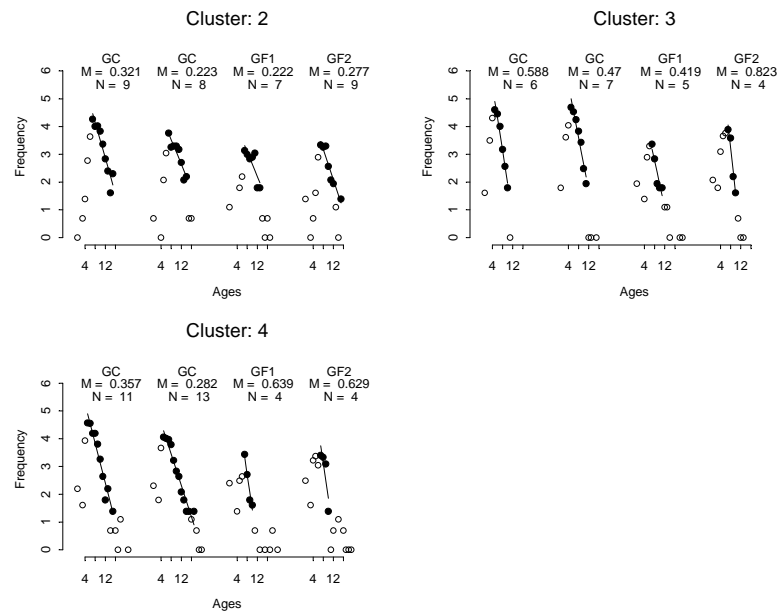 Cluster: 2
GC GC GF1 GF2
M = 0.321 M = 0.223 M = 0.222 M = 0.277
N = 9 N = 8 N = 7 N = 9
Frequency
0 1 2 3 4 5 6
4 12 4 12 4 12 4 12
Ages
Cluster: 3
GC GC GF1 GF2
M = 0.588 M = 0.47 M = 0.419 M = 0.823
N = 6 N = 7 N = 5 N = 4
Frequency
0 1 2 3 4 5 6
4 12 4 12 4 12 4 12
Ages
Cluster: 4
GC GC GF1 GF2
M = 0.357 M = 0.282 M = 0.639 M = 0.629
N = 11 N = 13 N = 4 N = 4
Frequency
0 1 2 3 4 5 6
4 12 4 12 4 12 4 12
Ages